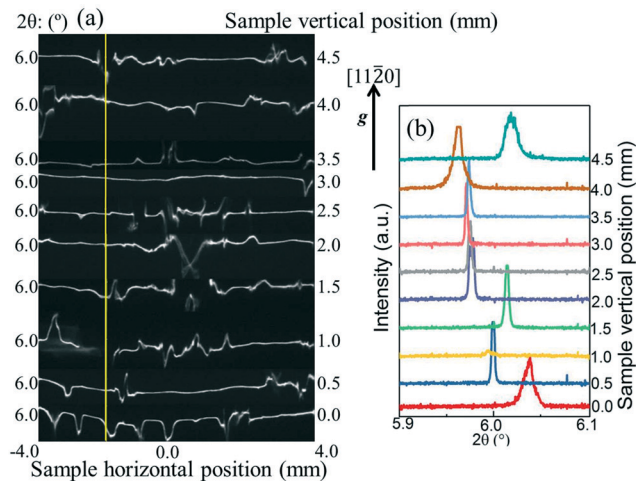 2θ: (º) (a) Sample vertical position (mm)
6.0 4.5
6.0 4.0
6.0 3.5
6.0 3.0
6.0 2.5
6.0 2.0
6.0 1.5
6.0 1.0
6.0 0.5
6.0 0.0
-4.0 0.0 4.0
Sample horizontal position (mm)
[112̄0]
g
(b)
Intensity (a.u.)
4.5
4.0
3.5
3.0
2.5
2.0
1.5
1.0
0.5
0.0
Sample vertical position (mm)
5.9 6.0 6.1
2θ (°)